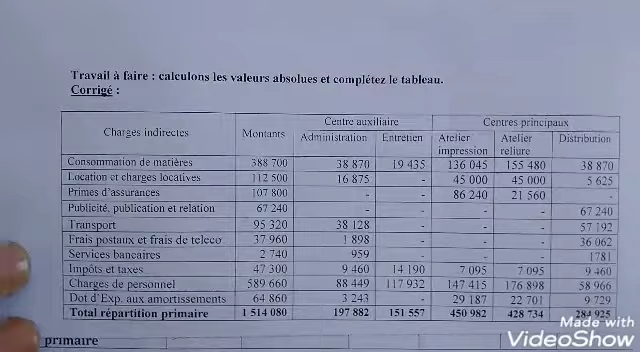 Travail à faire : calculons les valeurs absolues et complétez le tableau.
Corrigé :
Charges indirectes Montants Centre auxiliaire Centres principaux
Administration Entretien Atelier impression Atelier reliure Distribution
Consommation de matières 388 700 38 870 19 435 136 045 155 480 38 870
Location et charges locatives 112 500 16 875 - 45 000 45 000 5 625
Primes d'assurances 107 800 - - 86 240 21 560 -
Publicité, publication et relation 67 240 - - - - 67 240
Transport 95 320 38 128 - - - 57 192
Frais postaux et frais de teleco 37 960 1 898 - - - 36 062
Services bancaires 2 740 959 - - - 1781
Impôts et taxes 47 300 9 460 14 190 7 095 7 095 9 460
Charges de personnel 589 660 88 449 117 932 147 415 176 898 58 966
Dot d'Exp. aux amortissements 64 860 3 243 - 29 187 22 701 9 729
Total répartition primaire 1 514 080 197 882 151 557 450 982 428 734 284 925
primaire
Made with
VideoShow